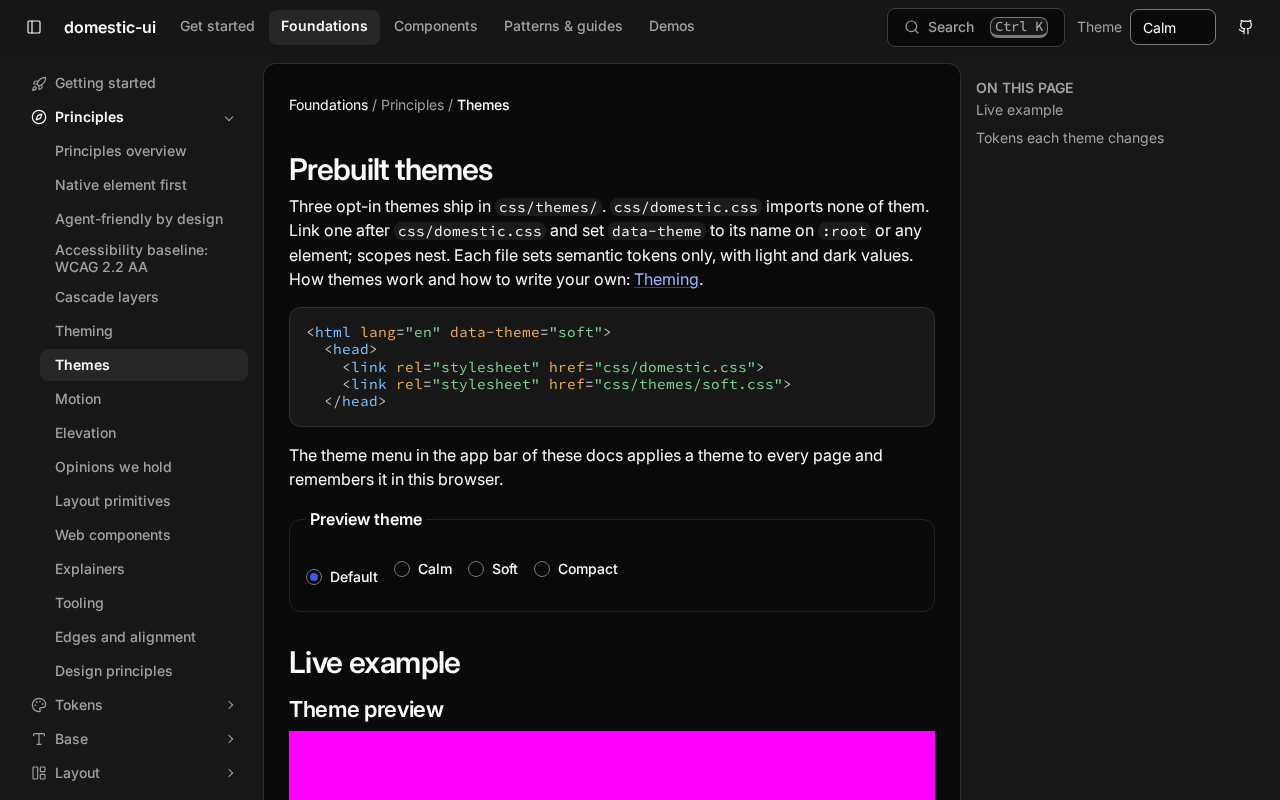 domestic-ui
Get started
Foundations
Components
Patterns & guides
Demos
Search
Ctrl K
Theme
Calm
Getting started
Principles
Principles overview
Native element first
Agent-friendly by design
Accessibility baseline:
WCAG 2.2 AA
Cascade layers
Theming
Themes
Motion
Elevation
Opinions we hold
Layout primitives
Web components
Explainers
Tooling
Edges and alignment
Design principles
Tokens
Base
Layout
Foundations / Principles / Themes
Prebuilt themes
Three opt-in themes ship in css/themes/. css/domestic.css imports none of them.
Link one after css/domestic.css and set data-theme to its name on :root or any
element; scopes nest. Each file sets semantic tokens only, with light and dark values.
How themes work and how to write your own: Theming.
<html lang="en" data-theme="soft">
  <head>
    <link rel="stylesheet" href="css/domestic.css">
    <link rel="stylesheet" href="css/themes/soft.css">
  </head>
The theme menu in the app bar of these docs applies a theme to every page and
remembers it in this browser.
Preview theme
Default
Calm
Soft
Compact
Live example
Theme preview
ON THIS PAGE
Live example
Tokens each theme changes